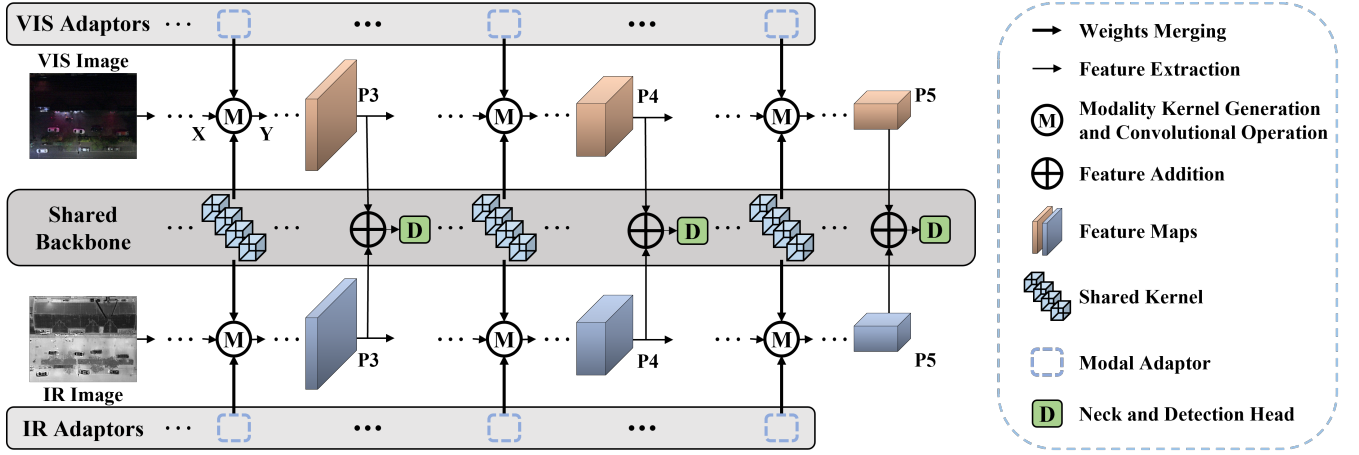 VIS Adaptors ··· ··· ···
VIS Image
··· X M Y ··· P3 ··· M ··· P4 ··· M ··· P5
Shared
Backbone
··· ··· D ··· ··· D ··· ··· D
··· M ··· P3 ··· M ··· P4 ··· M ··· P5
IR Image
IR Adaptors ··· ··· ···
Weights Merging
Feature Extraction
M Modality Kernel Generation
and Convolutional Operation
Feature Addition
Feature Maps
Shared Kernel
Modal Adaptor
D Neck and Detection Head